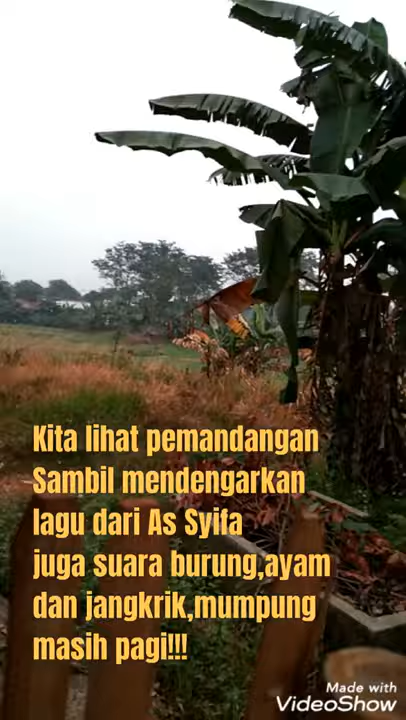 Kita lihat pemandangan
Sambil mendengarkan
lagu dari As Syifa
juga suara burung,ayam
dan jangkrik,mumpung
masih pagi!!!
Made with
VideoShow